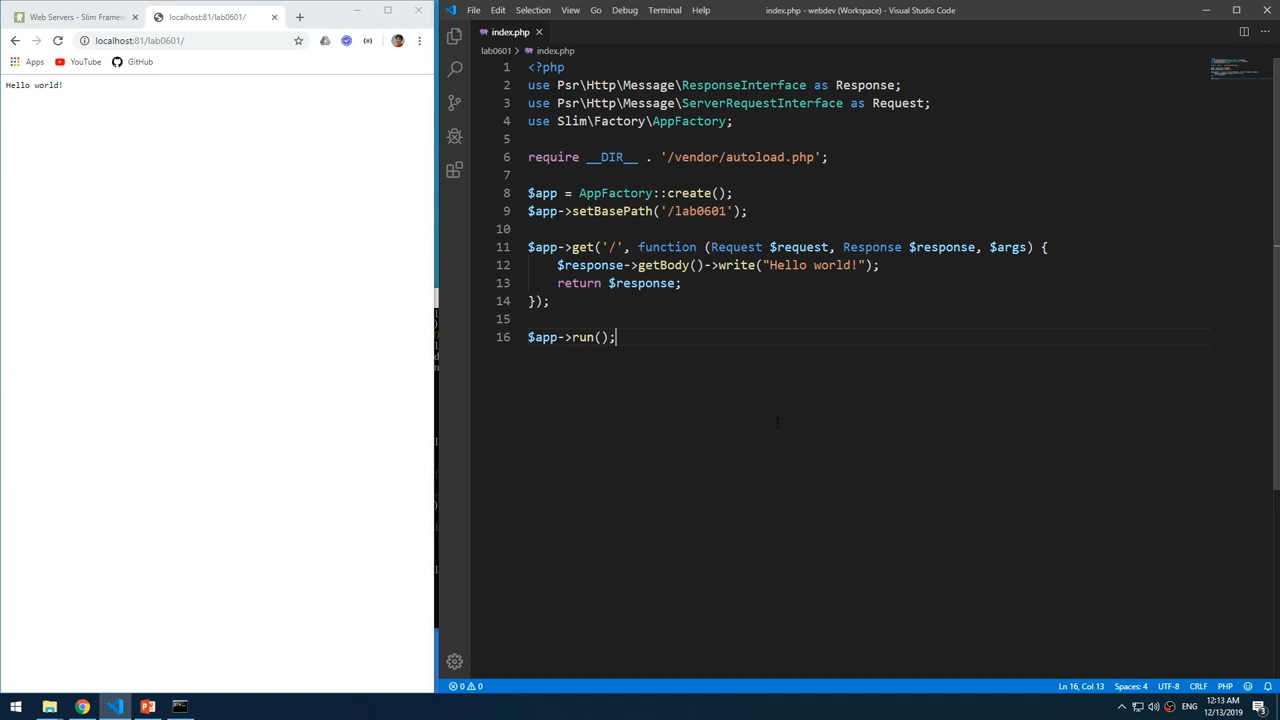 Web Servers - Slim Framew
localhost:81/lab0601/
localhost:81/lab0601/
Apps
YouTube
GitHub
Hello world!
File Edit Selection View Go Debug Terminal Help
index.php - webdev (Workspace) - Visual Studio Code
index.php
lab0601 > index.php
1 <?php
2 use Psr\Http\Message\ResponseInterface as Response;
3 use Psr\Http\Message\ServerRequestInterface as Request;
4 use Slim\Factory\AppFactory;
5
6 require __DIR__ . '/vendor/autoload.php';
7
8 $app = AppFactory::create();
9 $app->setBasePath('/lab0601');
10
11 $app->get('/', function (Request $request, Response $response, $args) {
12 $response->getBody()->write("Hello world!");
13 return $response;
14 });
15
16 $app->run();
0 0
Ln 16, Col 13 Spaces: 4 UTF-8 CRLF PHP
ENG
12:13 AM
12/13/2019
3